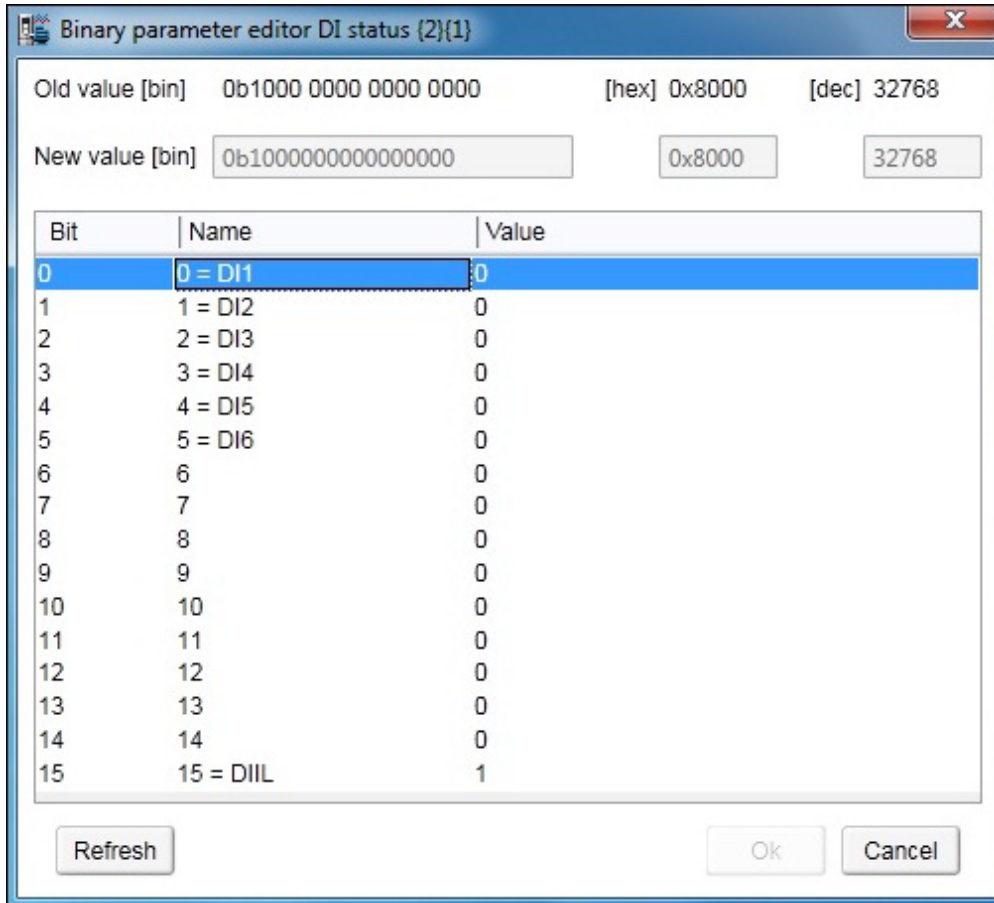 Binary parameter editor DI status {2}{1}
Old value [bin] 0b1000 0000 0000 0000 [hex] 0x8000 [dec] 32768
New value [bin] 0b1000000000000000 0x8000 32768
Bit Name Value
0 0 = DI1 0
1 1 = DI2 0
2 2 = DI3 0
3 3 = DI4 0
4 4 = DI5 0
5 5 = DI6 0
6 6 0
7 7 0
8 8 0
9 9 0
10 10 0
11 11 0
12 12 0
13 13 0
14 14 0
15 15 = DIIL 1
Refresh Ok Cancel